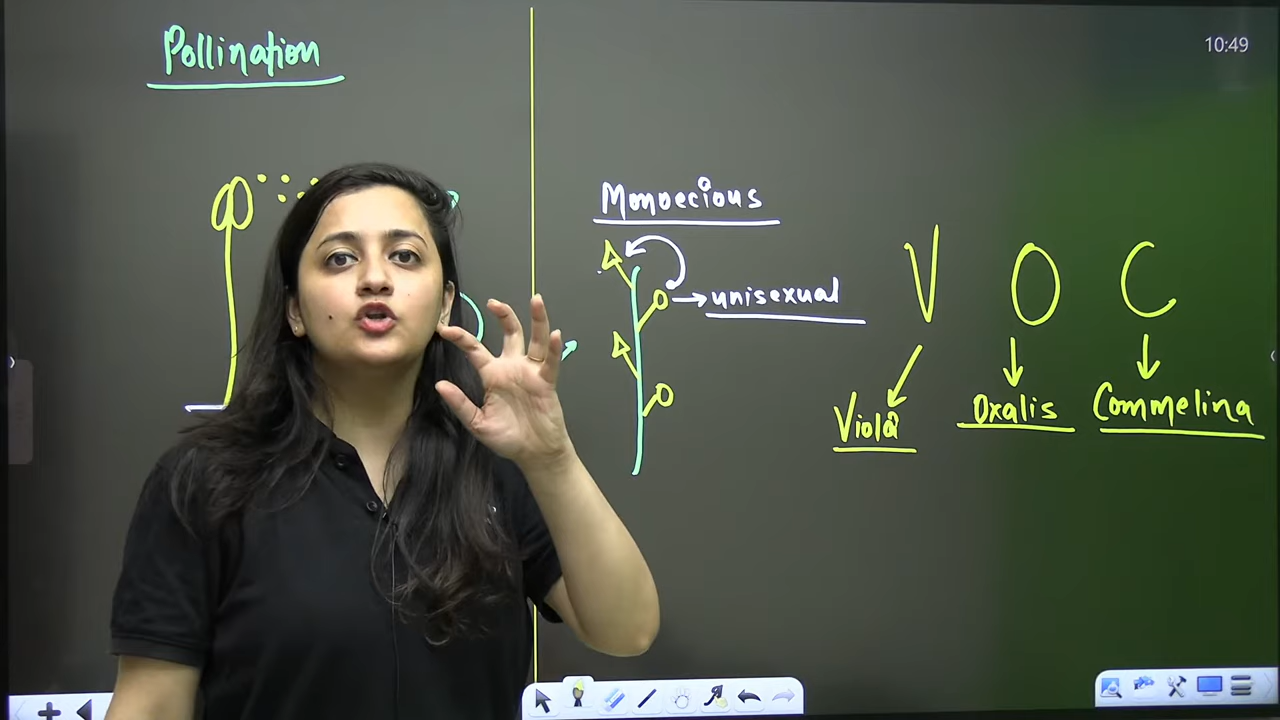 Pollination
10:49
Monoecious
unisexual
V O C
Viola
Oxalis
Commelina